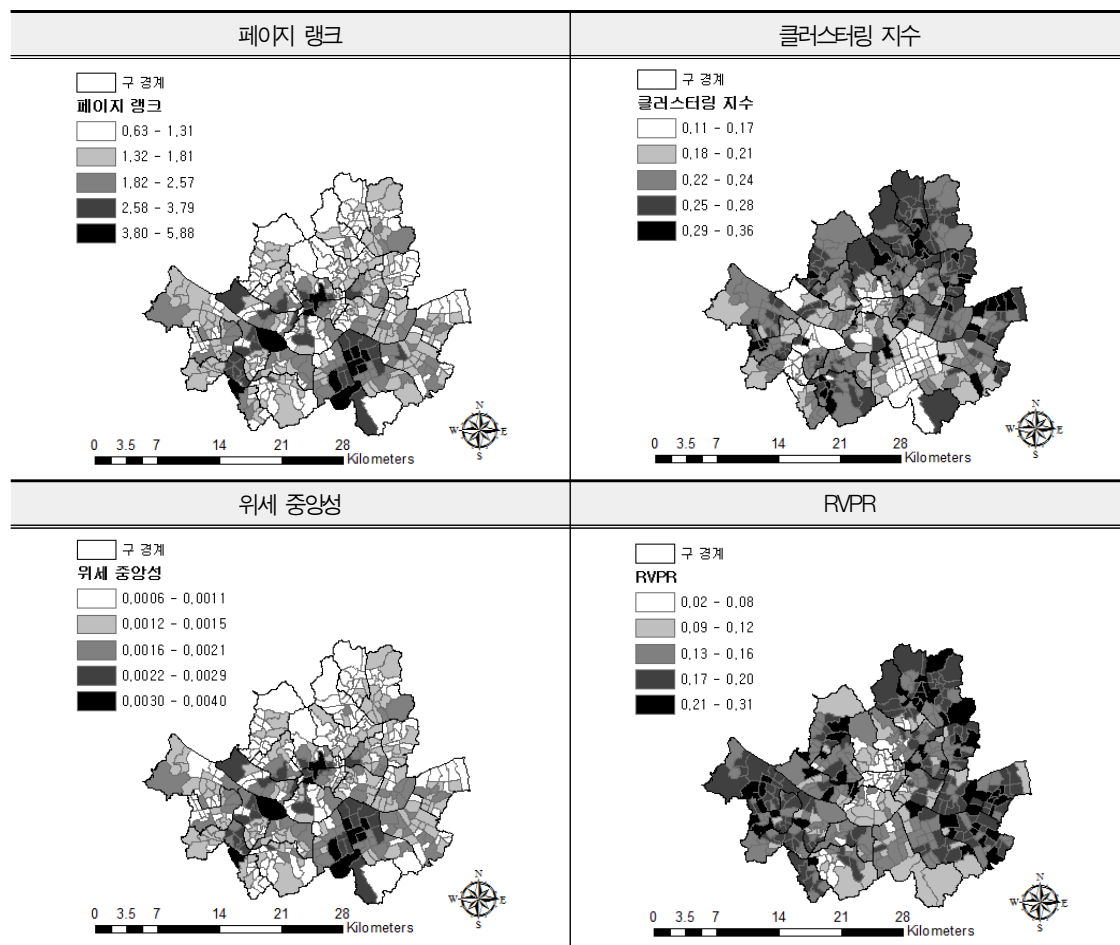 페이지 랭크
구 경계
페이지 랭크
0.63 - 1.31
1.32 - 1.81
1.82 - 2.57
2.58 - 3.79
3.80 - 5.88
N
W E
S
0 3.5 7 14 21 28
Kilometers
클러스터링 지수
구 경계
클러스터링 지수
0.11 - 0.17
0.18 - 0.21
0.22 - 0.24
0.25 - 0.28
0.29 - 0.36
N
W E
S
0 3.5 7 14 21 28
Kilometers
위세 중앙성
구 경계
위세 중앙성
0.0006 - 0.0011
0.0012 - 0.0015
0.0016 - 0.0021
0.0022 - 0.0029
0.0030 - 0.0040
N
W E
S
0 3.5 7 14 21 28
Kilometers
RVPR
구 경계
RVPR
0.02 - 0.08
0.09 - 0.12
0.13 - 0.16
0.17 - 0.20
0.21 - 0.31
N
W E
S
0 3.5 7 14 21 28
Kilometers